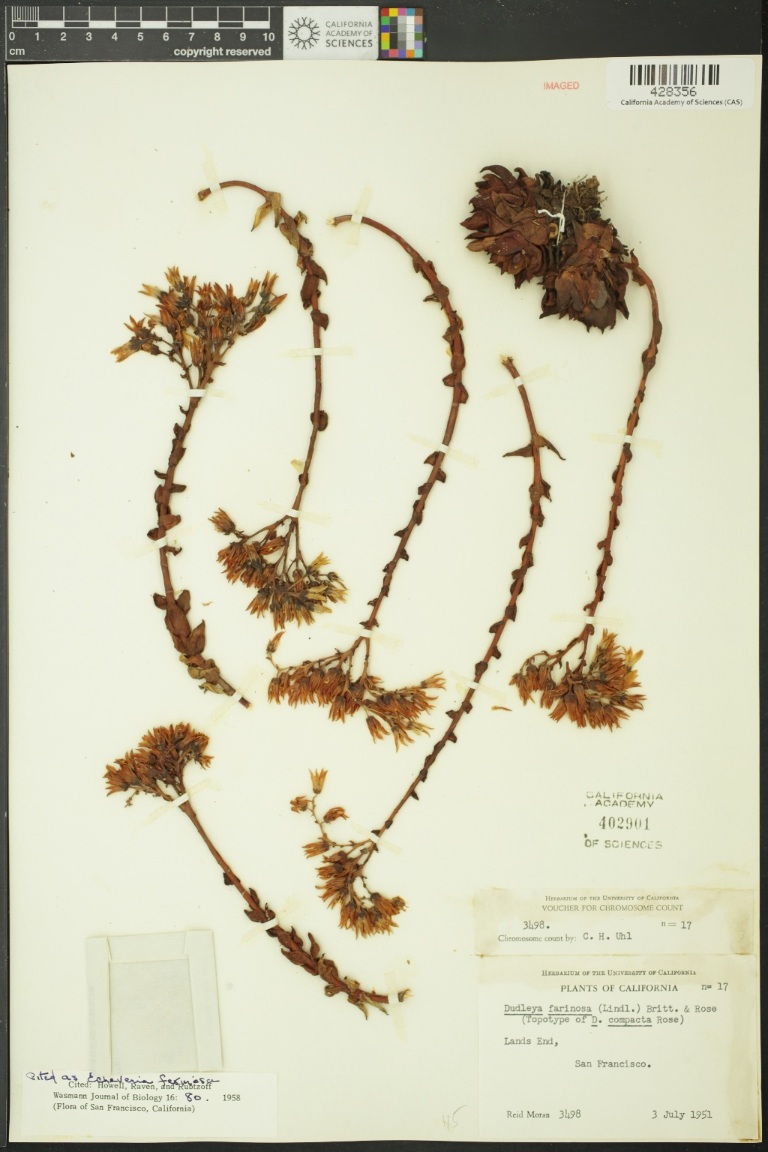 0 1 2 3 4 5 6 7 8 9 10
cm
copyright reserved
CALIFORNIA
ACADEMY OF
SCIENCES
IMAGED
428356
California Academy of Sciences (CAS)
CALIFORNIA
ACADEMY
402901
OF SCIENCES
HERBARIUM OF THE UNIVERSITY OF CALIFORNIA
VOUCHER FOR CHROMOSOME COUNT
3498. n = 17
Chromosome count by: C. H. Uhl
HERBARIUM OF THE UNIVERSITY OF CALIFORNIA
PLANTS OF CALIFORNIA n= 17
Dudleya farinosa (Lindl.) Britt. & Rose
(Topotype of D. compacta Rose)
Lands End,
San Francisco.
Reid Moran 3498 3 July 1951
Cited as Echeveria farinosa
Cited: Howell, Raven, and Rubtzoff
Wasmann Journal of Biology 16: 80. 1958
(Flora of San Francisco, California)